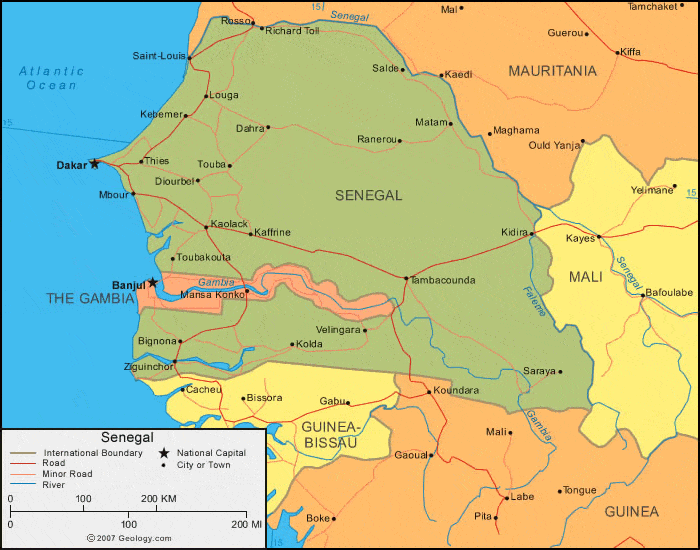 Rosso
15
Senegal
Mal
Tamchaket
Richard Toll
Guerou
Kiffa
Saint-Louis
Salde
Kaedi
MAURITANIA
Atlantic
Ocean
Louga
Kebemer
15
Dahra
Matam
Maghama
Ranerou
Ould Yanja
Dakar
Thies
Touba
Diourbel
Yelimane
15
Mbour
SENEGAL
Kaolack
Kaffrine
Kidira
Kayes
Toubakouta
Senegal
Banjul
Gambia
Tambacounda
MALI
Bafoulabe
THE GAMBIA
Mansa Konko
Faleme
Velingara
Bignona
Kolda
Ziguinchor
Saraya
Cacheu
Bissora
Gabu
Koundara
GUINEA-
BISSAU
Gambia
Mali
Gaoual
Senegal
International Boundary
Road
Minor Road
River
National Capital
City or Town
0 100 200 KM
0 100 200 MI
©2007 Geology.com
Labe
Tongue
GUINEA
Boke
Pita
15